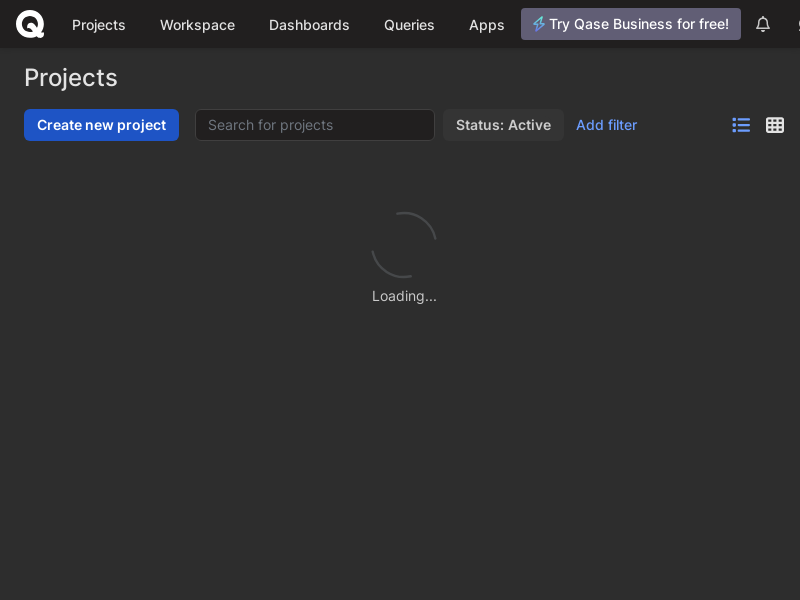 Projects Workspace Dashboards Queries Apps Try Qase Business for free!
Projects
Create new project Search for projects Status: Active Add filter
Loading...